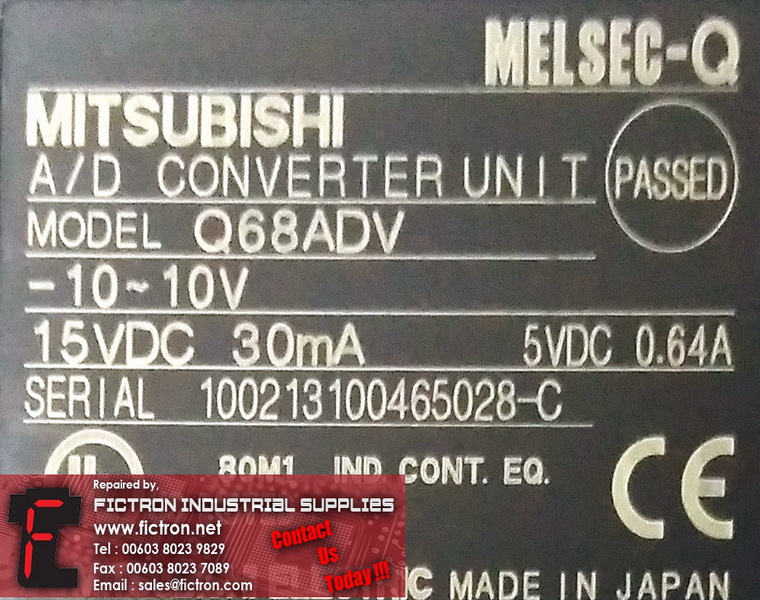 MELSEC-Q
MITSUBISHI
A/D CONVERTER UNIT
PASSED
MODEL Q68ADV
-10~10V
15VDC 30mA 5VDC 0.64A
SERIAL 100213100465028-C
80M1 IND CONT. EQ.
CE
MADE IN JAPAN
Repaired by,
FICTRON INDUSTRIAL SUPPLIES
www.fictron.net
Tel : 00603 8023 9829
Fax : 00603 8023 7089
Email : sales@fictron.com
Contact
Us
Today !!!